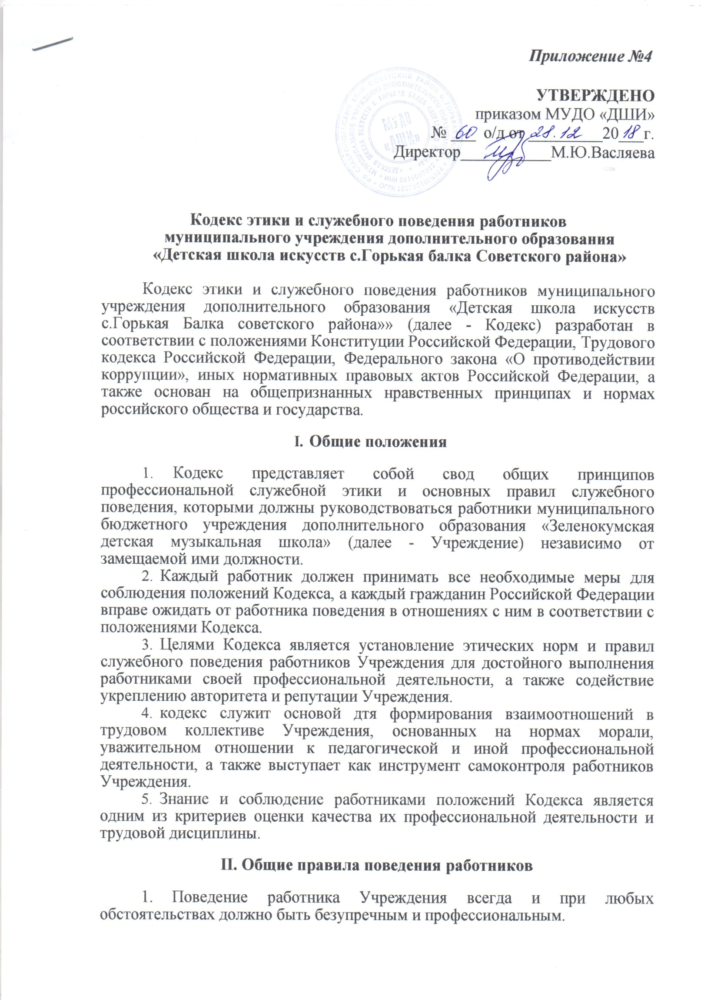 Приложение №4
УТВЕРЖДЕНО
приказом МУДО «ДШИ»
№ 60 о/д от 28.12 2018 г.
Директор____________М.Ю.Васляева
МУДО
«ДШИ»
Кодекс этики и служебного поведения работников
муниципального учреждения дополнительного образования
«Детская школа искусств с.Горькая балка Советского района»
Кодекс этики и служебного поведения работников муниципального
учреждения дополнительного образования «Детская школа искусств
с.Горькая Балка советского района»» (далее - Кодекс) разработан в
соответствии с положениями Конституции Российской Федерации, Трудового
кодекса Российской Федерации, Федерального закона «О противодействии
коррупции», иных нормативных правовых актов Российской Федерации, а
также основан на общепризнанных нравственных принципах и нормах
российского общества и государства.
I. Общие положения
1. Кодекс представляет собой свод общих принципов
профессиональной служебной этики и основных правил служебного
поведения, которыми должны руководствоваться работники муниципального
бюджетного учреждения дополнительного образования «Зеленокумская
детская музыкальная школа» (далее - Учреждение) независимо от
замещаемой ими должности.
2. Каждый работник должен принимать все необходимые меры для
соблюдения положений Кодекса, а каждый гражданин Российской Федерации
вправе ожидать от работника поведения в отношениях с ним в соответствии с
положениями Кодекса.
3. Целями Кодекса является установление этических норм и правил
служебного поведения работников Учреждения для достойного выполнения
работниками своей профессиональной деятельности, а также содействие
укреплению авторитета и репутации Учреждения.
4. кодекс служит основой дтя формирования взаимоотношений в
трудовом коллективе Учреждения, основанных на нормах морали,
уважительном отношении к педагогической и иной профессиональной
деятельности, а также выступает как инструмент самоконтроля работников
Учреждения.
5. Знание и соблюдение работниками положений Кодекса является
одним из критериев оценки качества их профессиональной деятельности и
трудовой дисциплины.
II. Общие правила поведения работников
1. Поведение работника Учреждения всегда и при любых
обстоятельствах должно быть безупречным и профессиональным.